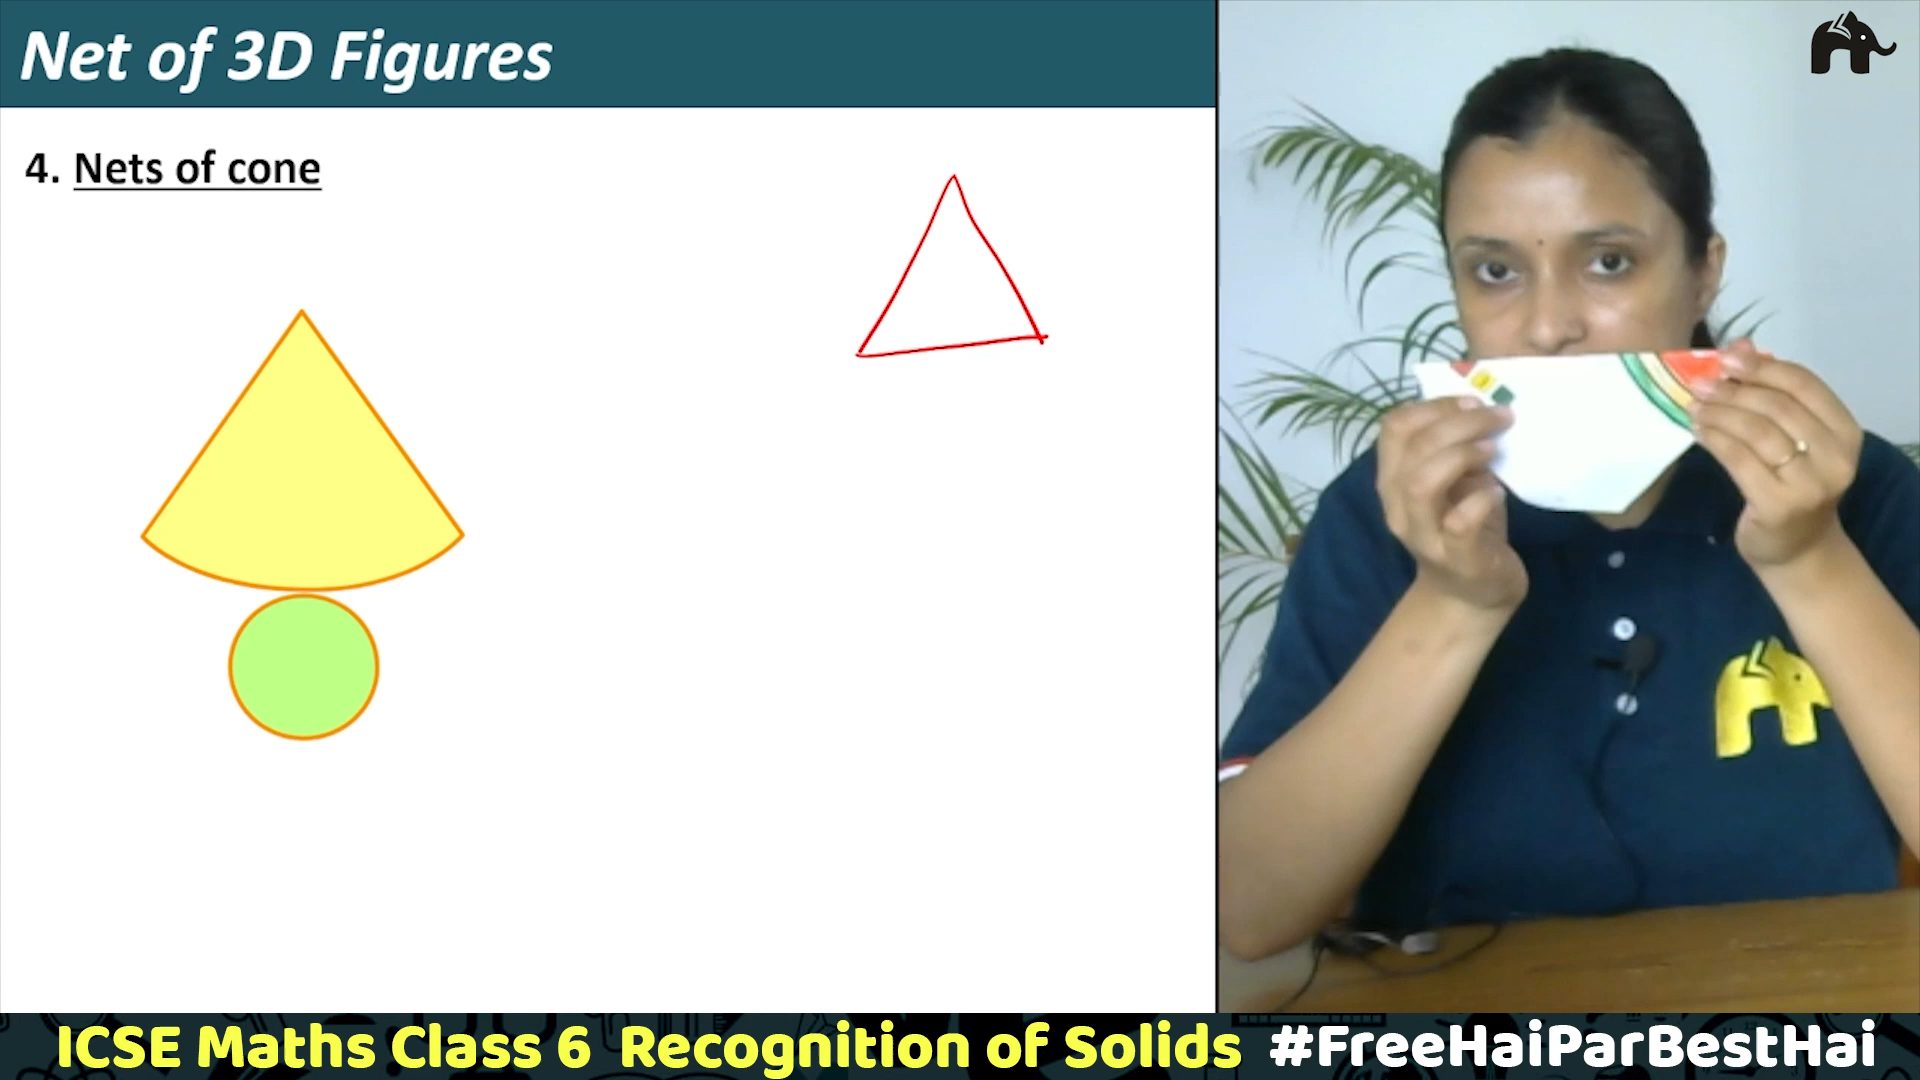 Net of 3D Figures
4. Nets of cone
ICSE Maths Class 6 Recognition of Solids #FreeHaiParBestHai